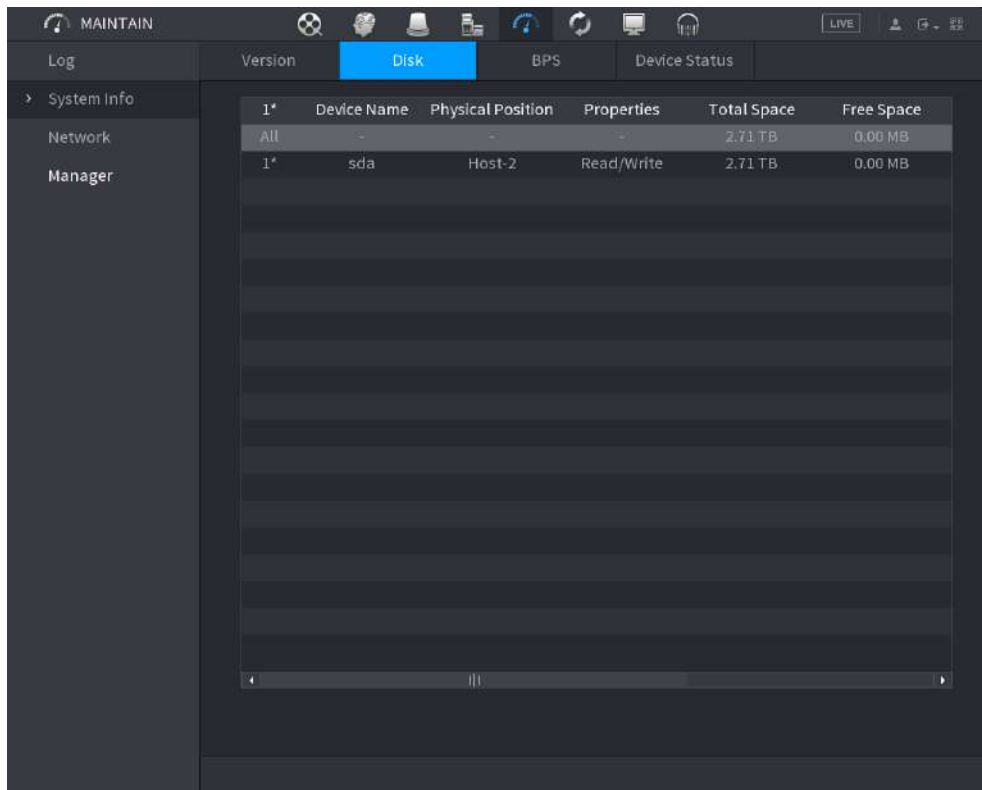 MAINTAIN LIVE
Log Version Disk BPS Device Status
System Info
1* Device Name Physical Position Properties Total Space Free Space
Network All - - - 2.71 TB 0.00 MB
1* sda Host-2 Read/Write 2.71 TB 0.00 MB
Manager